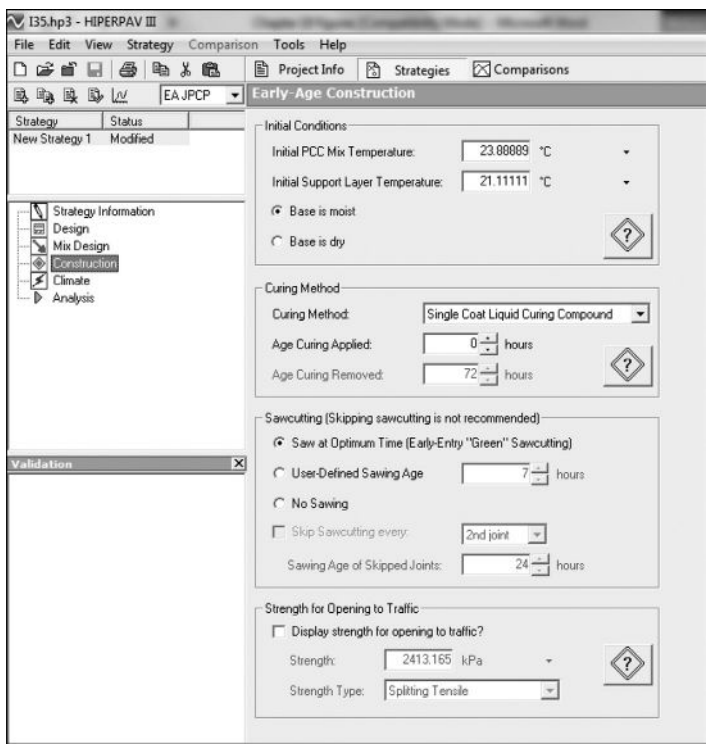 I35.hp3 - HIPERPAV III
File Edit View Strategy Comparison Tools Help
Project Info Strategies Comparisons
EA JPCP
Early-Age Construction
Strategy Status
New Strategy 1 Modified
Strategy Information
Design
Mix Design
Construction
Climate
Analysis
Validation
Initial Conditions
Initial PCC Mix Temperature: 23.88889 °C
Initial Support Layer Temperature: 21.11111 °C
Base is moist
Base is dry
?
Curing Method
Curing Method: Single Coat Liquid Curing Compound
Age Curing Applied: 0 hours
Age Curing Removed: 72 hours
?
Sawcutting (Skipping sawcutting is not recommended)
Saw at Optimum Time (Early-Entry "Green" Sawcutting)
User-Defined Sawing Age 7 hours
No Sawing
Skip Sawcutting every: 2nd joint
Sawing Age of Skipped Joints: 24 hours
Strength for Opening to Traffic
Display strength for opening to traffic?
Strength: 2413.165 kPa
Strength Type: Splitting Tensile
?